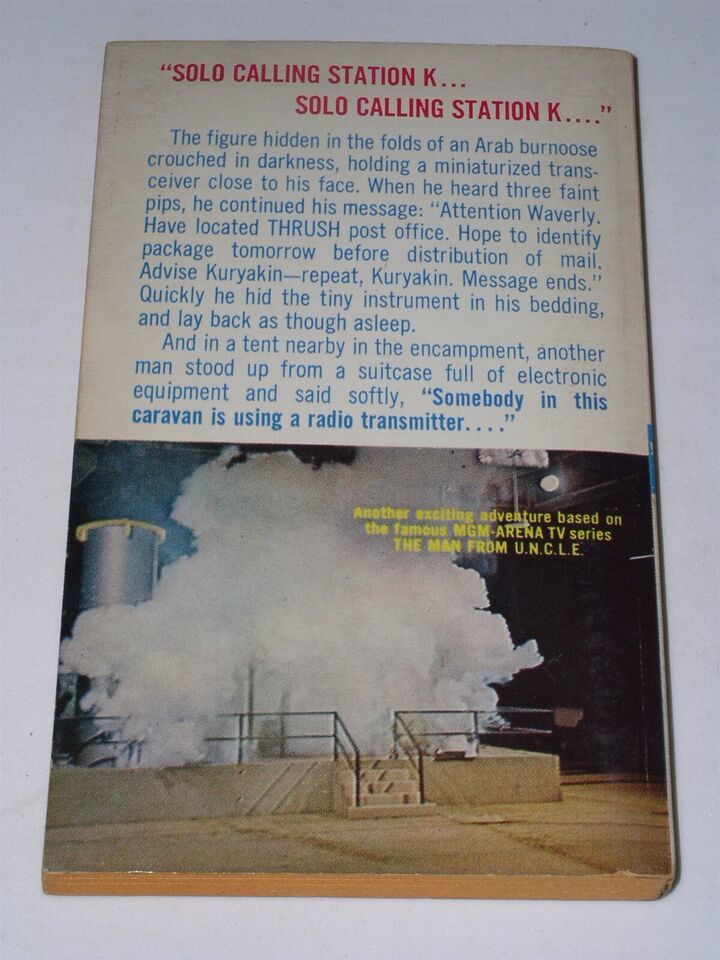 "SOLO CALLING STATION K...
SOLO CALLING STATION K...."
The figure hidden in the folds of an Arab burnoose
crouched in darkness, holding a miniaturized trans-
ceiver close to his face. When he heard three faint
pips, he continued his message: "Attention Waverly.
Have located THRUSH post office. Hope to identify
package tomorrow before distribution of mail.
Advise Kuryakin—repeat, Kuryakin. Message ends."
Quickly he hid the tiny instrument in his bedding,
and lay back as though asleep.
And in a tent nearby in the encampment, another
man stood up from a suitcase full of electronic
equipment and said softly, "Somebody in this
caravan is using a radio transmitter...."
Another exciting adventure based on
the famous MGM-ARENA TV series
THE MAN FROM U.N.C.L.E.